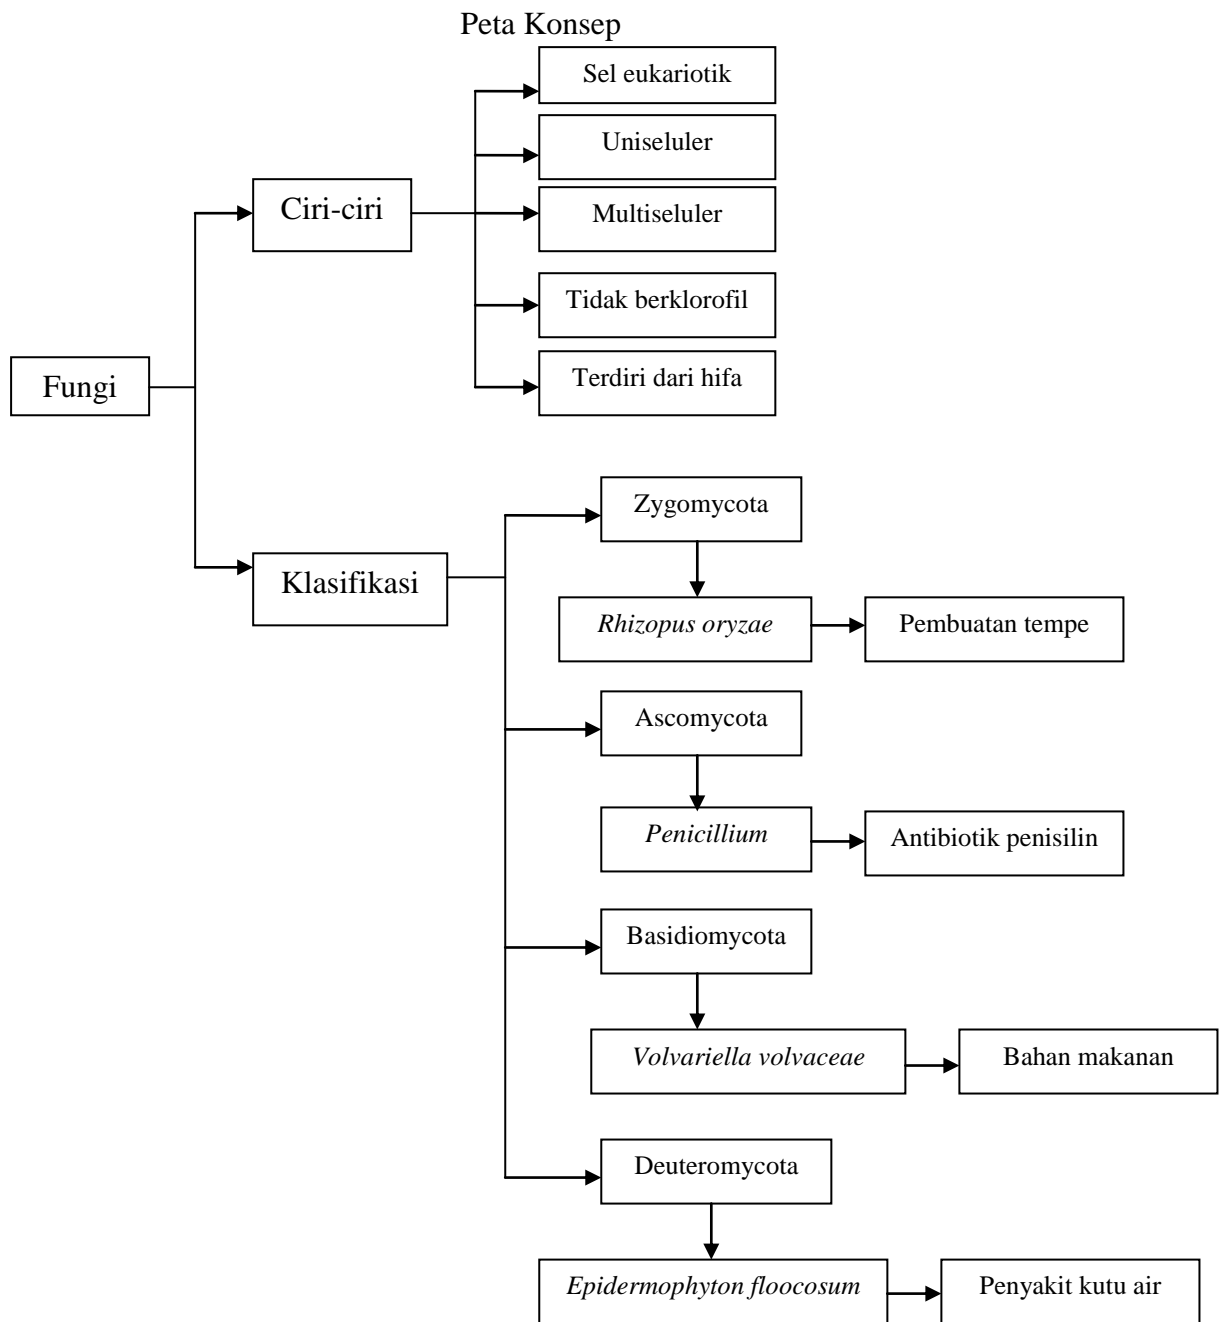 Peta Konsep
Sel eukariotik
Uniseluler
Ciri-ciri
Multiseluler
Tidak berklorofil
Fungi
Terdiri dari hifa
Zygomycota
Klasifikasi
Rhizopus oryzae
Pembuatan tempe
Ascomycota
Penicillium
Antibiotik penisilin
Basidiomycota
Volvariella volvaceae
Bahan makanan
Deuteromycota
Epidermophyton floocosum
Penyakit kutu air